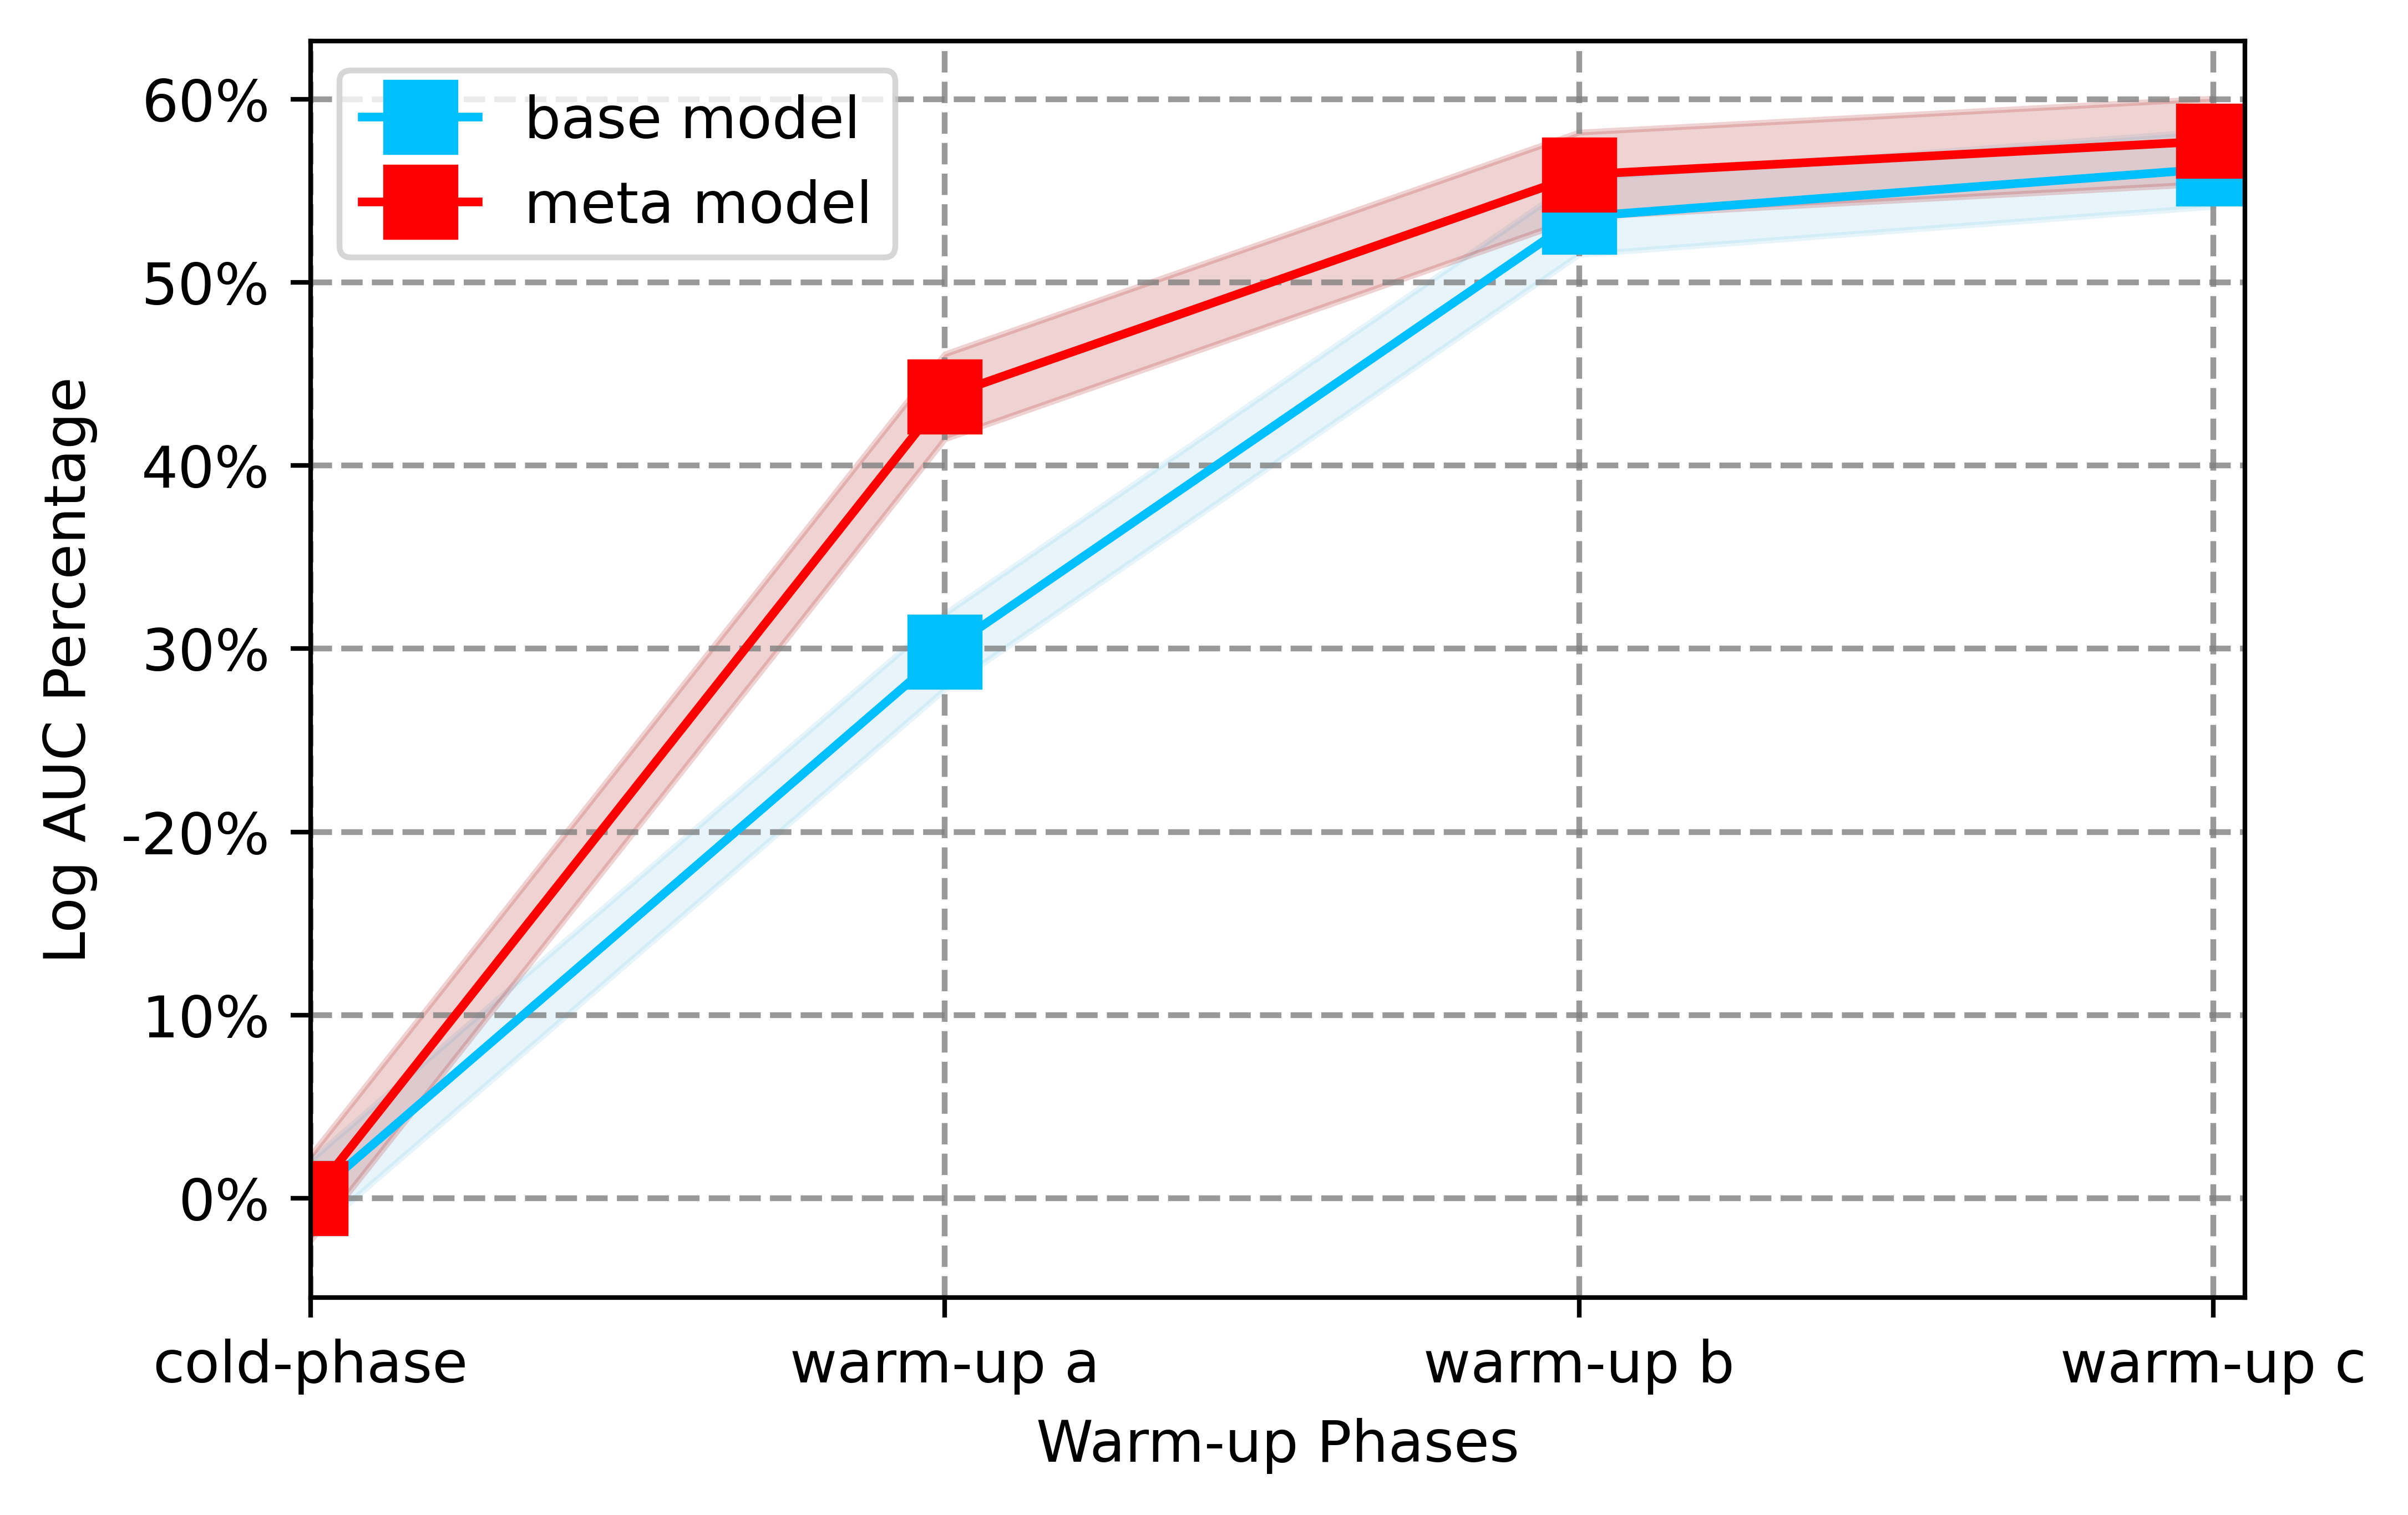 base model
meta model
60%
50%
40%
30%
-20%
10%
0%
Log AUC Percentage
cold-phase
warm-up a
warm-up b
warm-up c
Warm-up Phases